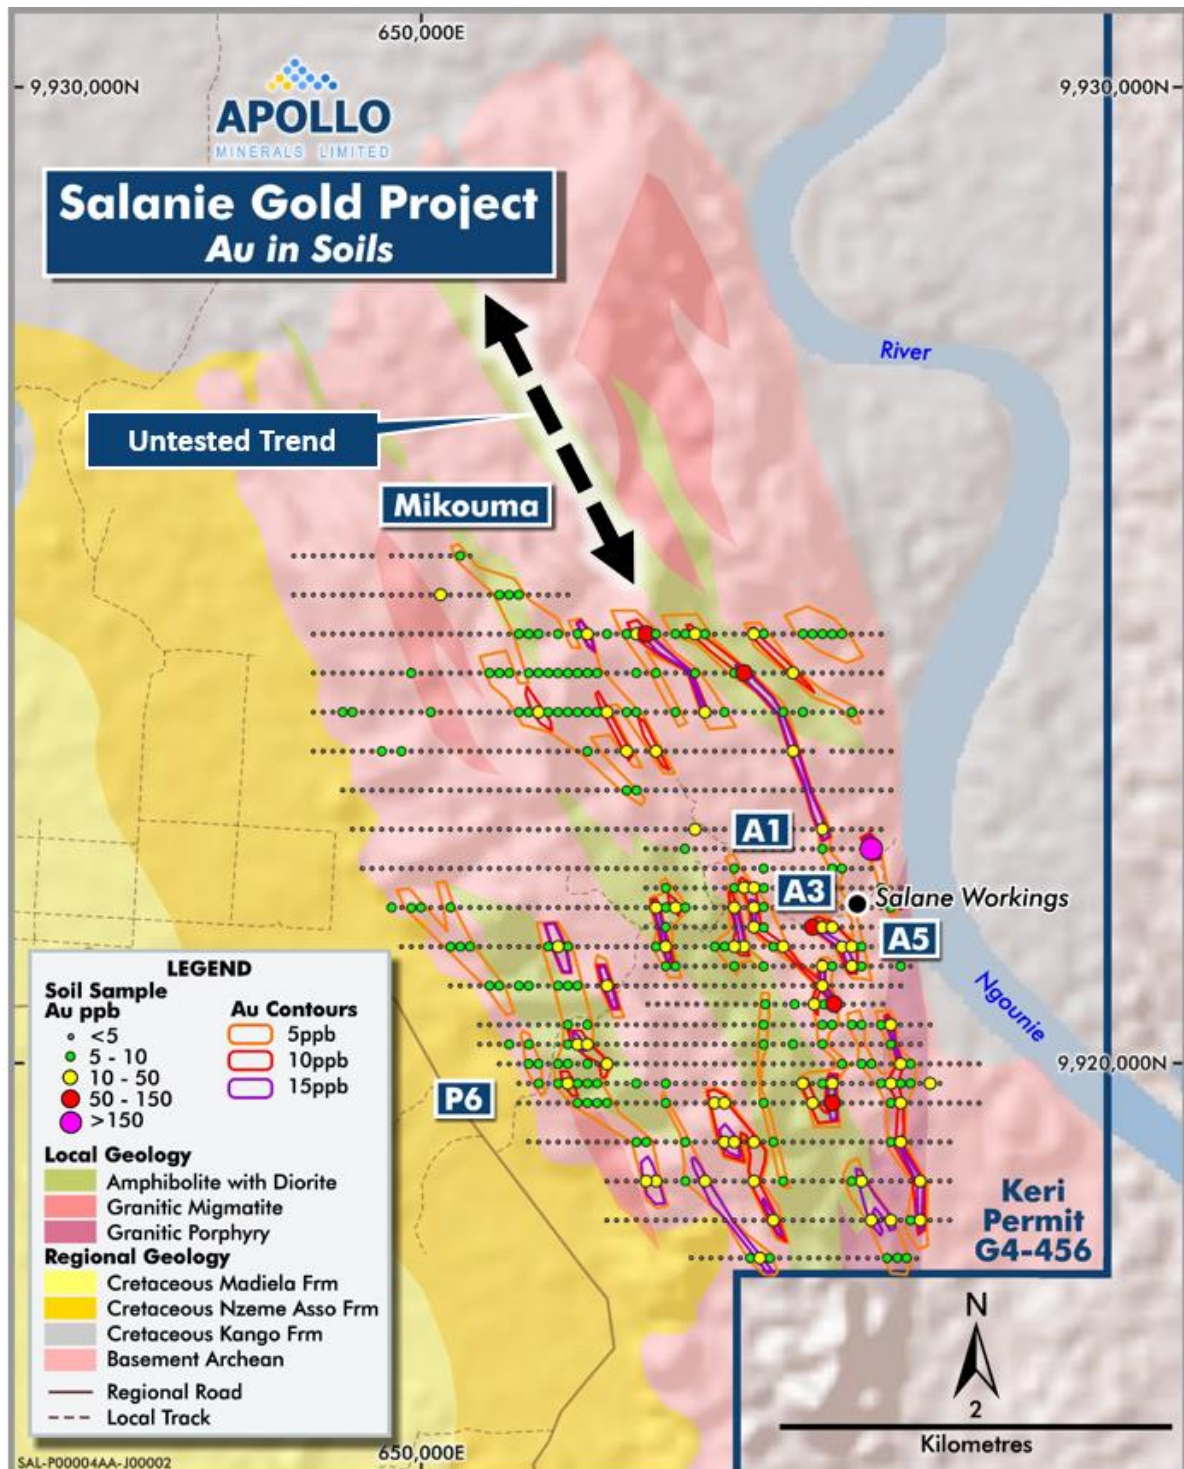 650,000E
9,930,000N
9,930,000N
APOLLO
MINERALS LIMITED
Salanie Gold Project
Au in Soils
River
Untested Trend
Mikouma
A1
A3
Salane Workings
A5
Ngounie
9,920,000N
P6
LEGEND
Soil Sample
Au ppb
<5
5 - 10
10 - 50
50 - 150
>150
Au Contours
5ppb
10ppb
15ppb
Local Geology
Amphibolite with Diorite
Granitic Migmatite
Granitic Porphyry
Regional Geology
Cretaceous Madiela Frm
Cretaceous Nzeme Asso Frm
Cretaceous Kango Frm
Basement Archean
Regional Road
Local Track
Keri
Permit
G4-456
N
2
Kilometres
650,000E
SAL-P00004AA-J00002